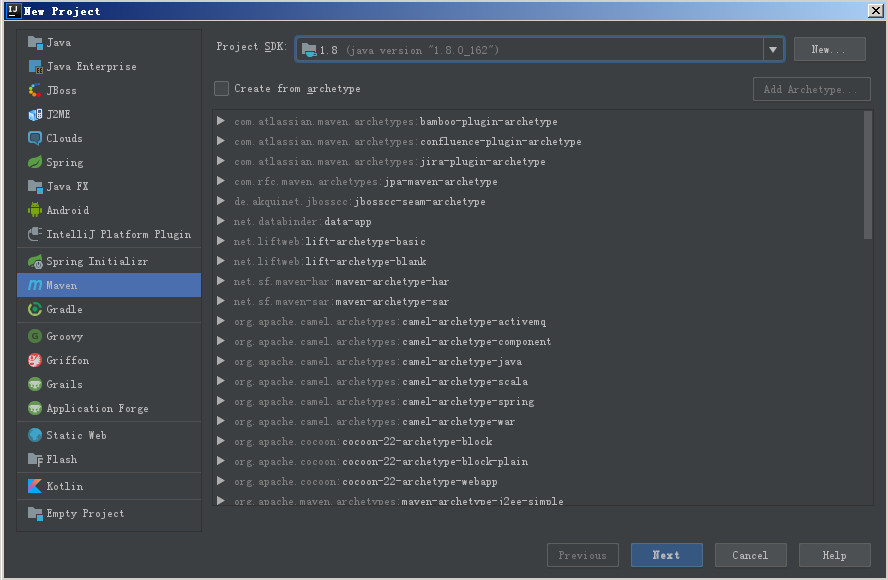 IJ New Project
Java
Java Enterprise
JBoss
J2ME
Clouds
Spring
Java FX
Android
IntelliJ Platform Plugin
Spring Initializr
m Maven
Gradle
G Groovy
Griffon
Grails
Application Forge
Static Web
Flash
Kotlin
Empty Project
Project SDK: 1.8 (java version "1.8.0_162") New...
Create from archetype Add Archetype...
com.atlassian.maven.archetypes:bamboo-plugin-archetype
com.atlassian.maven.archetypes:confluence-plugin-archetype
com.atlassian.maven.archetypes:jira-plugin-archetype
com.rfc.maven.archetypes:jpa-maven-archetype
de.akquinet.jbosscc:jbosscc-seam-archetype
net.databinder:data-app
net.liftweb:lift-archetype-basic
net.liftweb:lift-archetype-blank
net.sf.maven-har:maven-archetype-har
net.sf.maven-sar:maven-archetype-sar
org.apache.camel.archetypes:camel-archetype-activemq
org.apache.camel.archetypes:camel-archetype-component
org.apache.camel.archetypes:camel-archetype-java
org.apache.camel.archetypes:camel-archetype-scala
org.apache.camel.archetypes:camel-archetype-spring
org.apache.camel.archetypes:camel-archetype-war
org.apache.cocoon:cocoon-22-archetype-block
org.apache.cocoon:cocoon-22-archetype-block-plain
org.apache.cocoon:cocoon-22-archetype-webapp
org.apache.maven.archetypes:maven-archetype-j2ee-simple
Previous Next Cancel Help